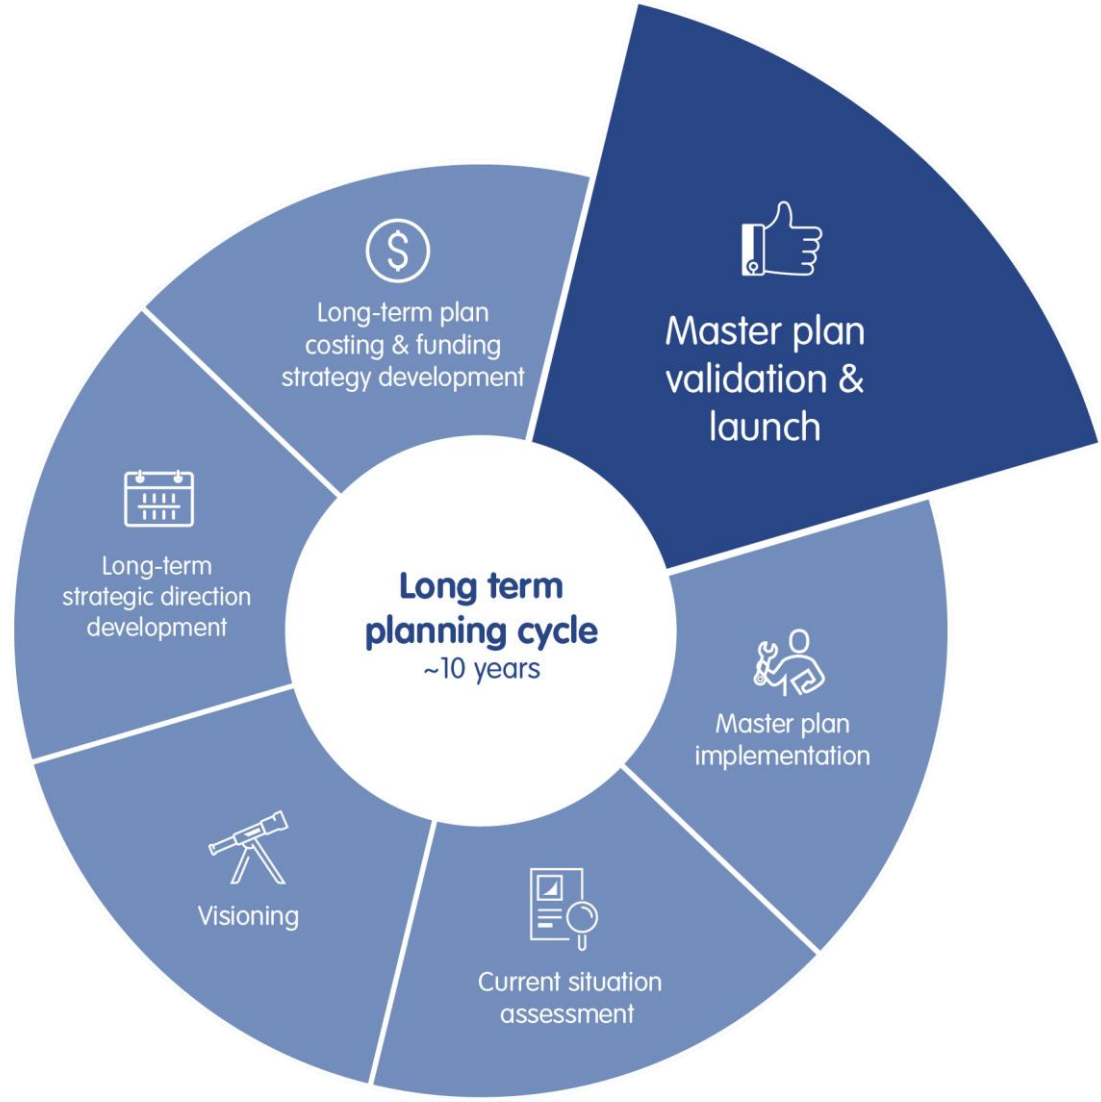 $
Long-term plan
costing & funding
strategy development
Master plan
validation &
launch
Long-term
strategic direction
development
Long term
planning cycle
~10 years
Master plan
implementation
Visioning
Current situation
assessment